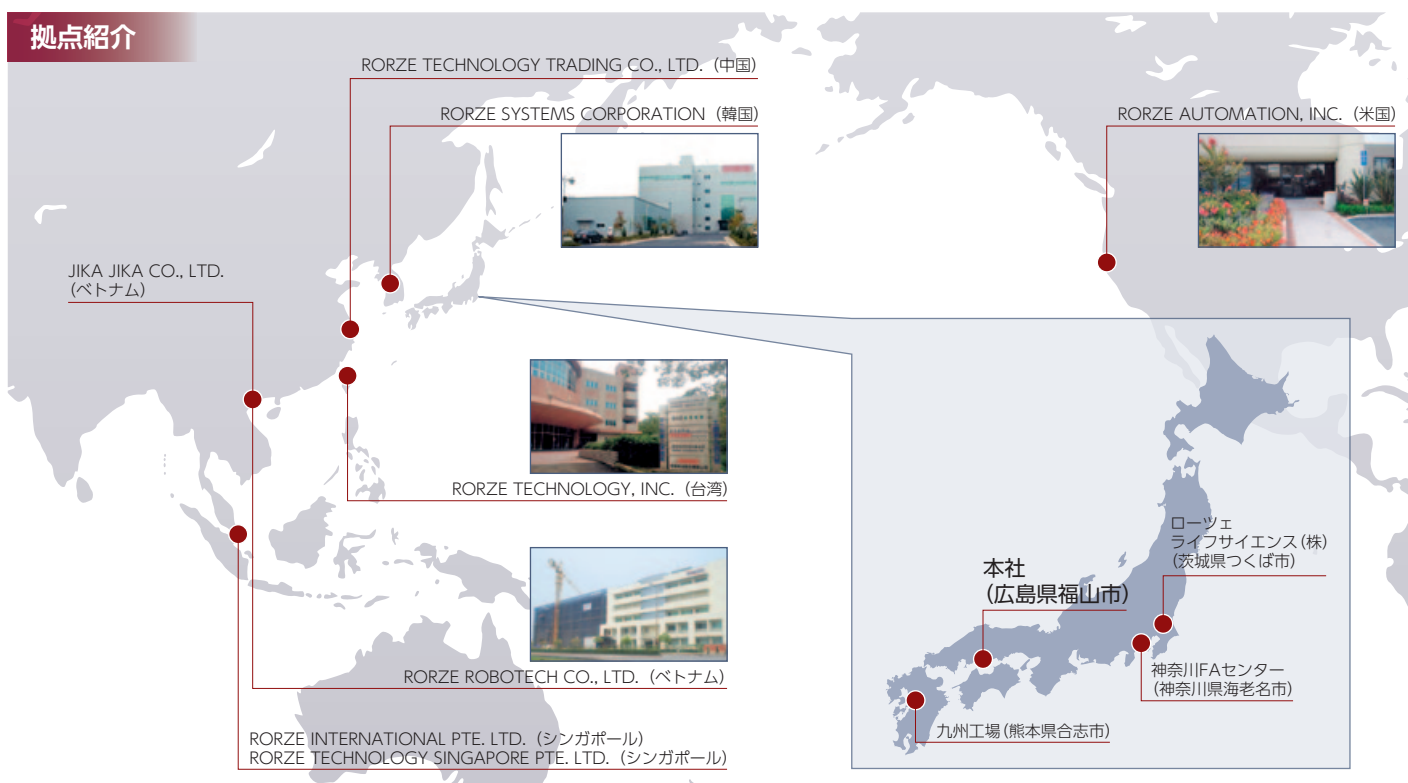 拠点紹介
RORZE TECHNOLOGY TRADING CO., LTD.（中国）
RORZE SYSTEMS CORPORATION（韓国）
RORZE AUTOMATION, INC.（米国）
JIKA JIKA CO., LTD.
（ベトナム）
RORZE TECHNOLOGY, INC.（台湾）
RORZE ROBOTECH CO., LTD.（ベトナム）
RORZE INTERNATIONAL PTE. LTD.（シンガポール）
RORZE TECHNOLOGY SINGAPORE PTE. LTD.（シンガポール）
ローツェ
ライフサイエンス(株)
(茨城県つくば市)
本社
(広島県福山市)
神奈川FAセンター
(神奈川県海老名市)
九州工場(熊本県合志市)